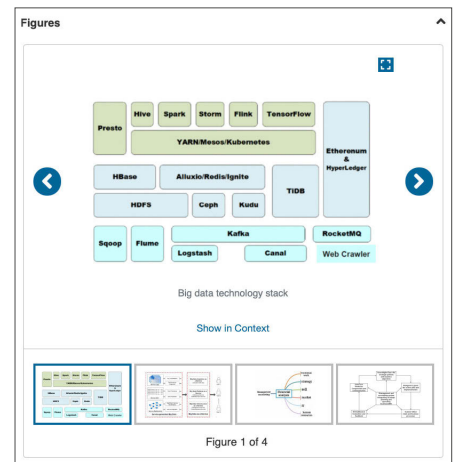 Figures
Presto
Hive
Spark
Storm
Flink
TensorFlow
YARN/Mesos/Kubernetes
Etherenum
&
HyperLedger
HBase
Alluxio/Redis/Ignite
TiDB
HDFS
Ceph
Kudu
Sqoop
Flume
Kafka
RocketMQ
Logstash
Canal
Web Crawler
Big data technology stack
Show in Context
Figure 1 of 4